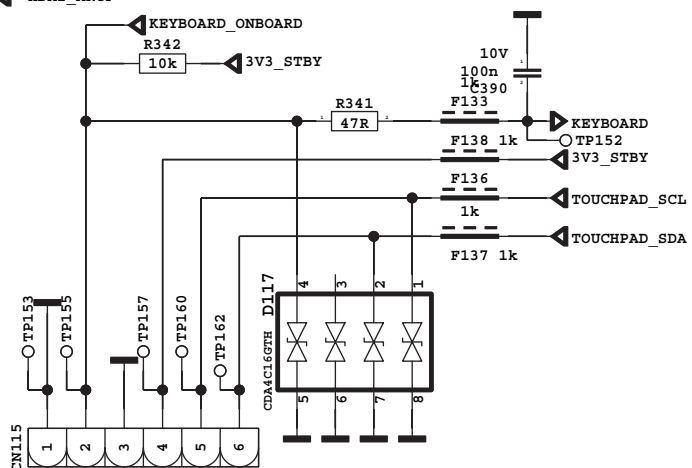 KEYBOARD_ONBOARD
R342
10k
3V3_STBY
10V
100n
1k
C390
R341
47R
F133
KEYBOARD
TP152
F138 1k
3V3_STBY
F136
1k
TOUCHPAD_SCL
TOUCHPAD_SDA
F137 1k
D117
CDA4C16GTH
4
3
2
1
5
6
7
8
TP153
TP155
TP157
TP160
TP162
CN115
1
2
3
4
5
6